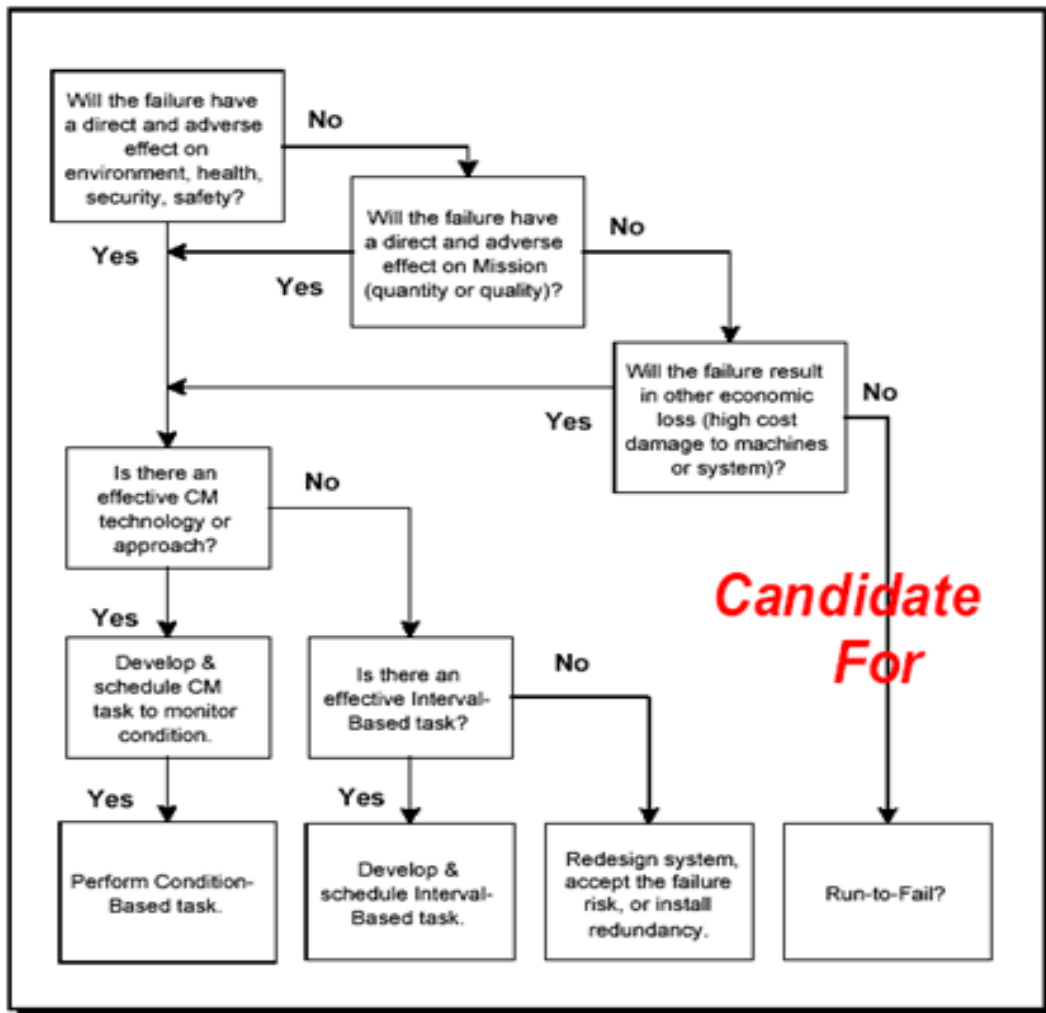 Will the failure have
a direct and adverse
effect on
environment, health,
security, safety?
No
Yes
Will the failure have
a direct and adverse
effect on Mission
(quantity or quality)?
No
Yes
Will the failure result
in other economic
loss (high cost
damage to machines
or system)?
No
Yes
Is there an
effective CM
technology or
approach?
No
Yes
Candidate
For
Develop &
schedule CM
task to monitor
condition.
Yes
Is there an
effective Interval-
Based task?
No
Yes
Perform Condition-
Based task.
Develop &
schedule Interval-
Based task.
Redesign system,
accept the failure
risk, or install
redundancy.
Run-to-Fail?